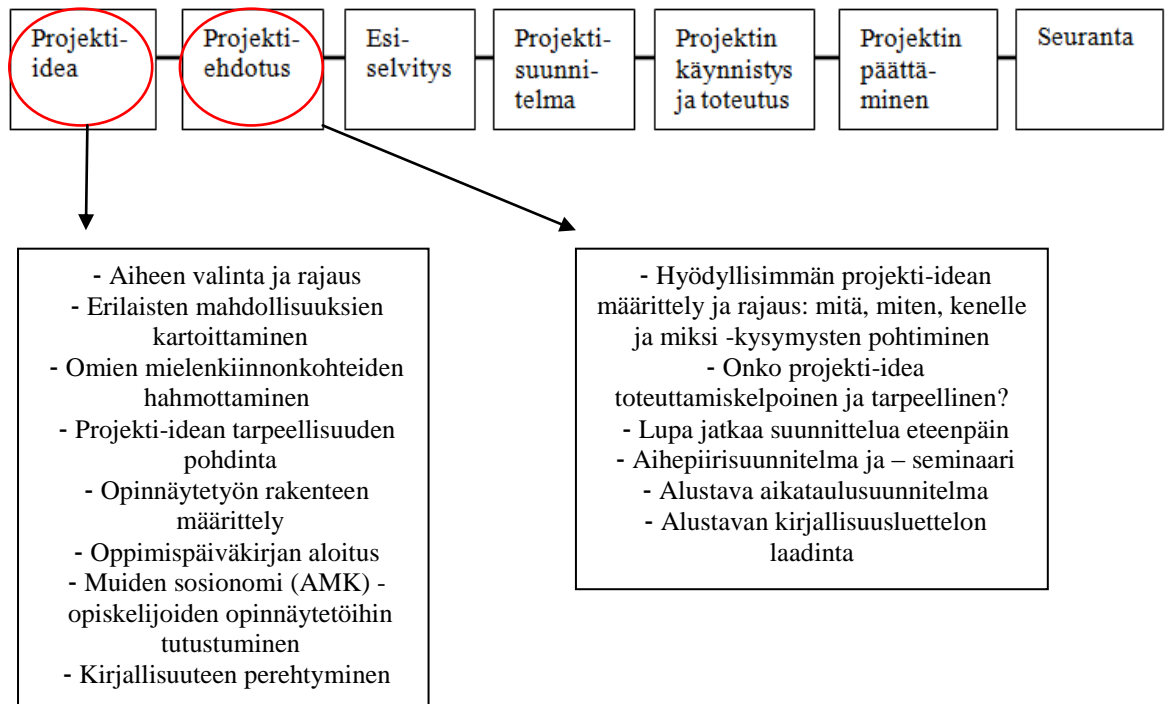 Projekti-
idea
Projekti-
ehdotus
Esi-
selvitys
Projekti-
suunni-
telma
Projektin
käynnistys
ja toteutus
Projektin
päättä-
minen
Seuranta
- Aiheen valinta ja rajaus
- Erilaisten mahdollisuuksien
kartoittaminen
- Omien mielenkiinnonkohteiden
hahmottaminen
- Projekti-idean tarpeellisuuden
pohdinta
- Opinnäytetyön rakenteen
määrittely
- Oppimispäiväkirjan aloitus
- Muiden sosionomi (AMK) -
opiskelijoiden opinnäytetöihin
tutustuminen
- Kirjallisuuteen perehtyminen
- Hyödyllisimmän projekti-idean
määrittely ja rajaus: mitä, miten, kenelle
ja miksi -kysymysten pohtiminen
- Onko projekti-idea
toteuttamiskelpoinen ja tarpeellinen?
- Lupa jatkaa suunnittelua eteenpäin
- Aihepiirisuunnitelma ja – seminaari
- Alustava aikataulusuunnitelma
- Alustavan kirjallisuusluettelon
laadinta